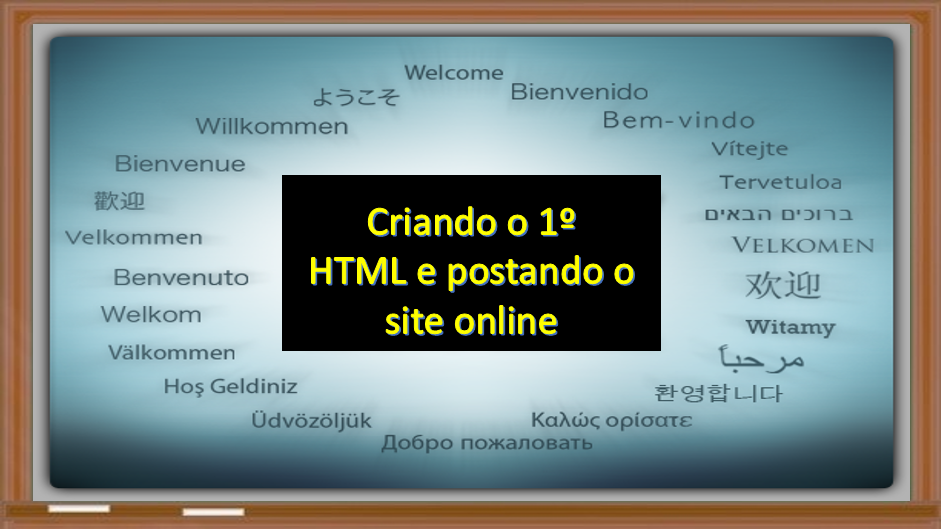 Welcome
ようこそ
Bienvenido
Willkommen
Bem-vindo
Vítejte
Bienvenue
Tervetuloa
歡迎
ברוכים הבאים
Velkommen
VELKOMEN
Criando o 1º
HTML e postando o
site online
Benvenuto
欢迎
Welkom
Witamy
Välkommen
مرحباً
Hoş Geldiniz
환영합니다
Üdvözöljük
Καλώς ορίσατε
Добро пожаловать